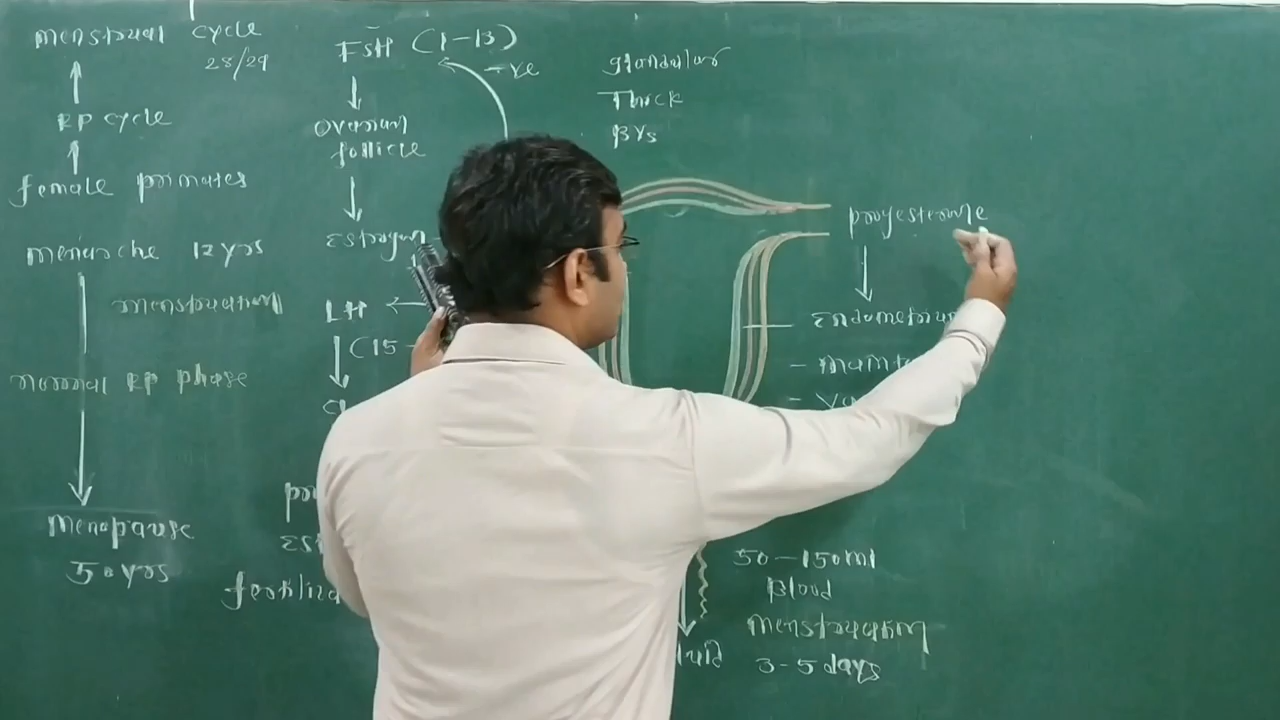 menstrual cycle
28/29
RP cycle
female primates
menarche 12 yrs
menstruation
normal RP phase
menopause
50 yrs
FSH (1-13)
-ve
ovarian
follicle
Estrogen
LH
(15-
fertiliz
glandular
Thick
BVs
progesterone
Endometrium
-
-
50-150ml
Blood
menstruation
3-5 days